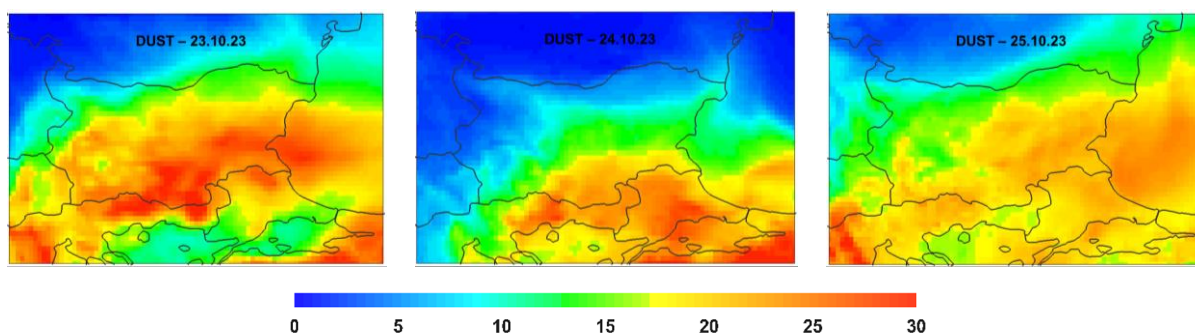 DUST – 23.10.23
DUST – 24.10.23
DUST – 25.10.23
0 5 10 15 20 25 30